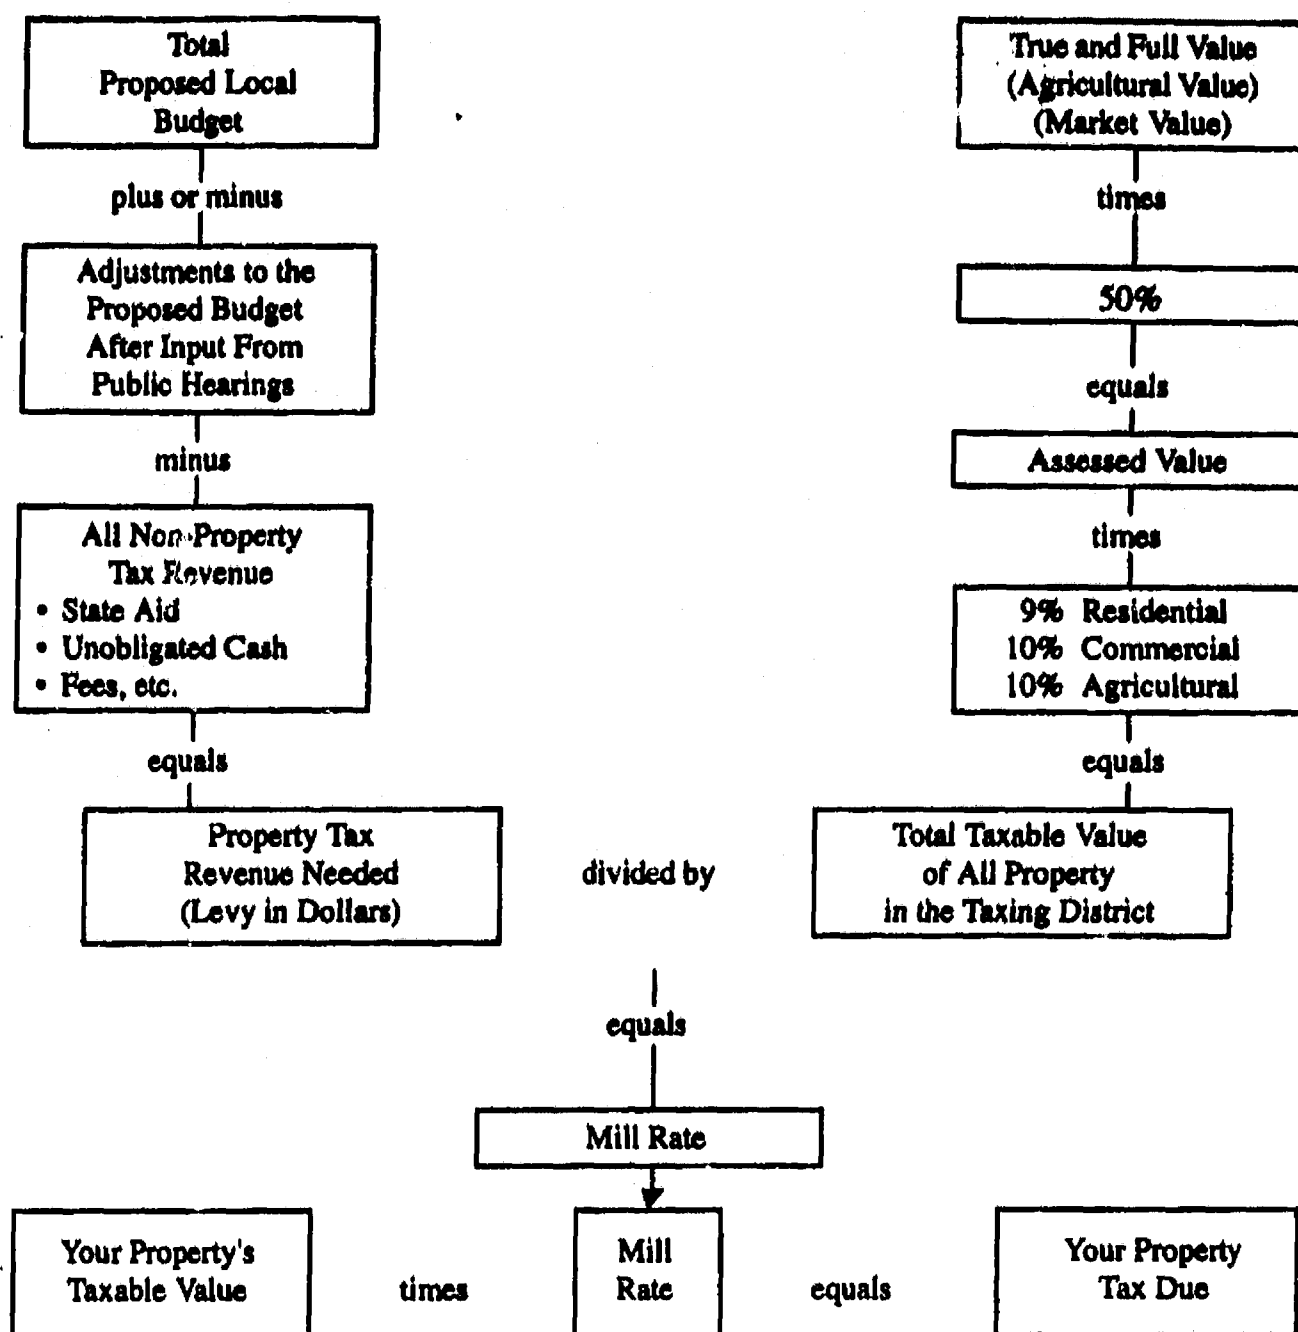 Total
Proposed Local
Budget
plus or minus
Adjustments to the
Proposed Budget
After Input From
Public Hearings
minus
All Non-Property
Tax Revenue
• State Aid
• Unobligated Cash
• Fees, etc.
equals
Property Tax
Revenue Needed
(Levy in Dollars)
divided by
True and Full Value
(Agricultural Value)
(Market Value)
times
50%
equals
Assessed Value
times
9% Residential
10% Commercial
10% Agricultural
equals
Total Taxable Value
of All Property
in the Taxing District
equals
Mill Rate
Your Property's
Taxable Value
times
Mill
Rate
equals
Your Property
Tax Due